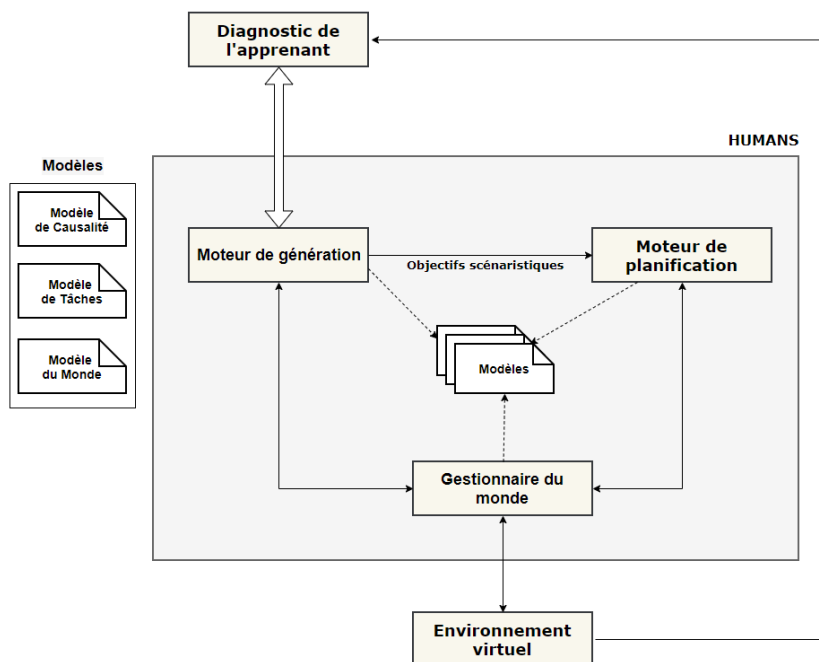 Diagnostic de
l'apprenant
HUMANS
Modèles
Modèle
de Causalité
Modèle
de Tâches
Modèle
du Monde
Moteur de génération
Objectifs scénaristiques
Moteur de
planification
Modèles
Gestionnaire du
monde
Environnement
virtuel